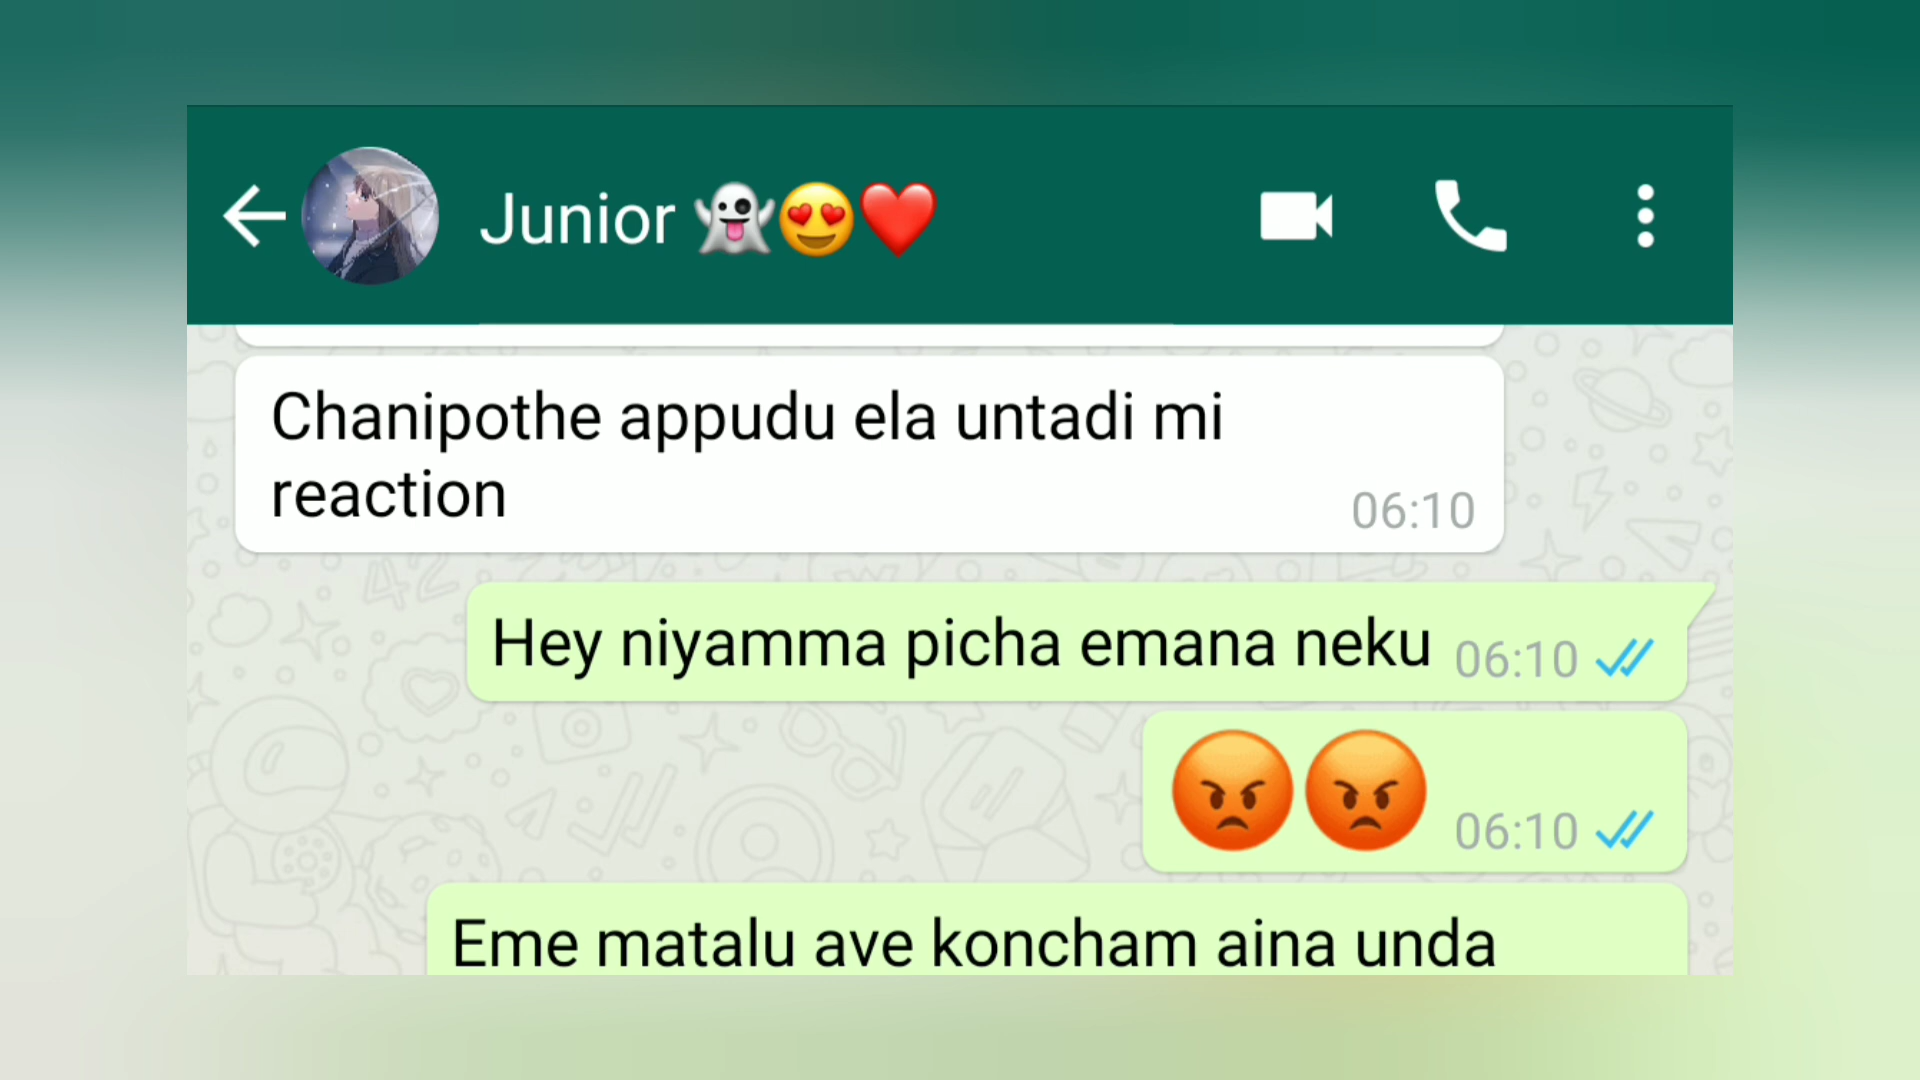 Junior 👻😍❤️
Chanipothe appudu ela untadi mi
reaction
06:10
Hey niyamma picha emana neku 06:10
😡😡 06:10
Eme matalu ave koncham aina unda